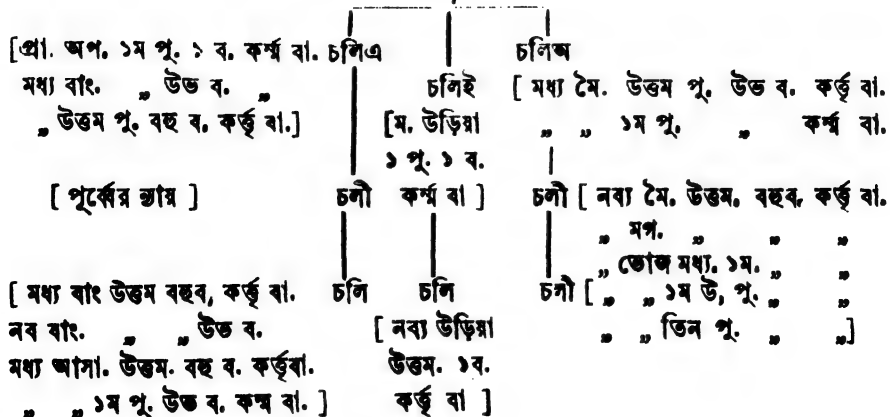 [প্রা. অপ. ১ম পু. ১ ব. কর্ম্ম বা. চলিএ চলিঅ
মধ্য বাং. „ উভ ব. „ চলিই [ মধ্য মৈ. উত্তম পু. উভ ব. কর্ত্তৃ বা.
„ উত্তম পু. বহু ব. কর্ত্তৃ বা.] [ম. উড়িয়া „ „ ১ম পু. „ কর্ম্ম বা.
১ পু. ১ ব.
[ পূর্ব্বের ন্যায় ] চলী কর্ম্ম বা ] চলী [ নব্য মৈ. উত্তম. বহুব. কর্ত্তৃ বা.
„ মগ. „ „ „
„ ভোজ মধ্য. ১ম. „ „
[ মধ্য বাং উত্তম বহুব, কর্ত্তৃ বা. চলি চলি চলী [ „ „ ১ম উ, পু. „ „
নব বাং. „ „ উভ ব. [ নব্য উড়িয়া „ „ তিন পু. „ „]
মধ্য আসা. উত্তম. বহু ব. কর্ত্তৃবা. উত্তম. ১ব.
„ „ ১ম পু. উভ ব. কম্ম বা. ] কর্ত্তৃ বা ]